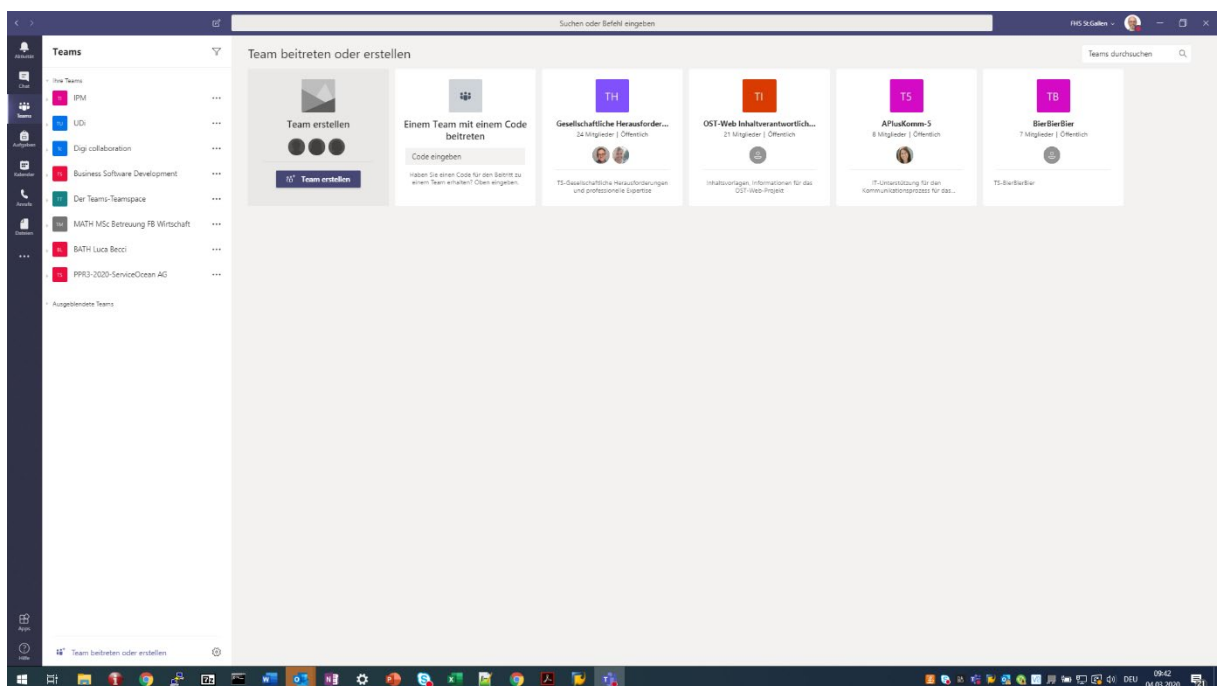 Suchen oder Befehl eingeben
FHS St.Gallen
Aktivität
Chat
Teams
Aufgaben
Kalender
Anrufe
Dateien
Apps
Hilfe
Teams
Ihre Teams
IPM
UDi
Digi collaboration
Business Software Development
Der Teams-Teamspace
MATH MSc Betreuung FB Wirtschaft
BATH Luca Becci
PPR3-2020-ServiceOcean AG
Ausgeblendete Teams
Team beitreten oder erstellen
Team beitreten oder erstellen
Teams durchsuchen
Team erstellen
Team erstellen
Einem Team mit einem Code
beitreten
Code eingeben
Haben Sie einen Code für den Beitritt zu
einem Team erhalten? Oben eingeben.
TH
Gesellschaftliche Herausforder...
24 Mitglieder | Öffentlich
TS-Gesellschaftliche Herausforderungen
und professionelle Expertise
TI
OST-Web Inhaltverantwortlich...
21 Mitglieder | Öffentlich
Inhaltsvorlagen, Informationen für das
OST-Web-Projekt
TS
APlusKomm-5
8 Mitglieder | Öffentlich
IT-Unterstützung für den
Kommunikationsprozess für das...
TB
BierBierBier
7 Mitglieder | Öffentlich
TS-BierBierBier
DEU
09:42
04.03.2020